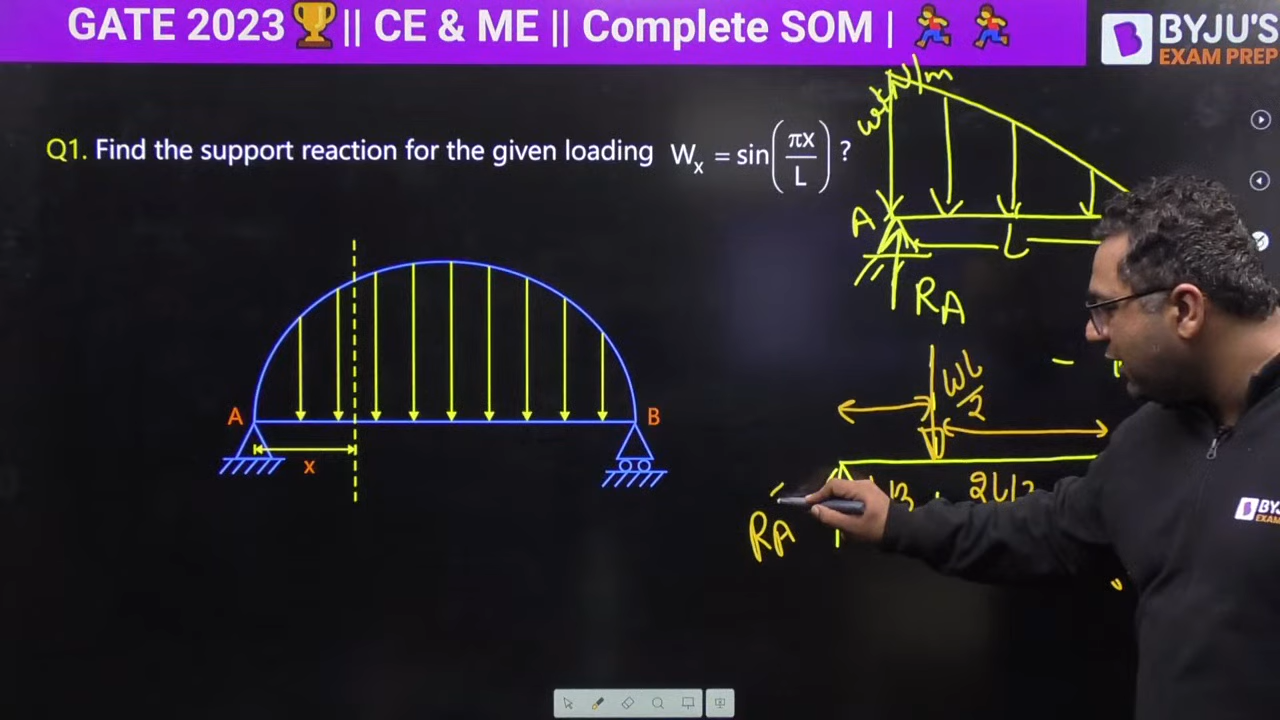 GATE 2023🏆|| CE & ME || Complete SOM | 🏃 🏃
BYJU'S
EXAM PREP
Q1. Find the support reaction for the given loading Wₓ = sin(πx/L) ?
N/m
A
L
RA
A
B
x
WL/2
RA